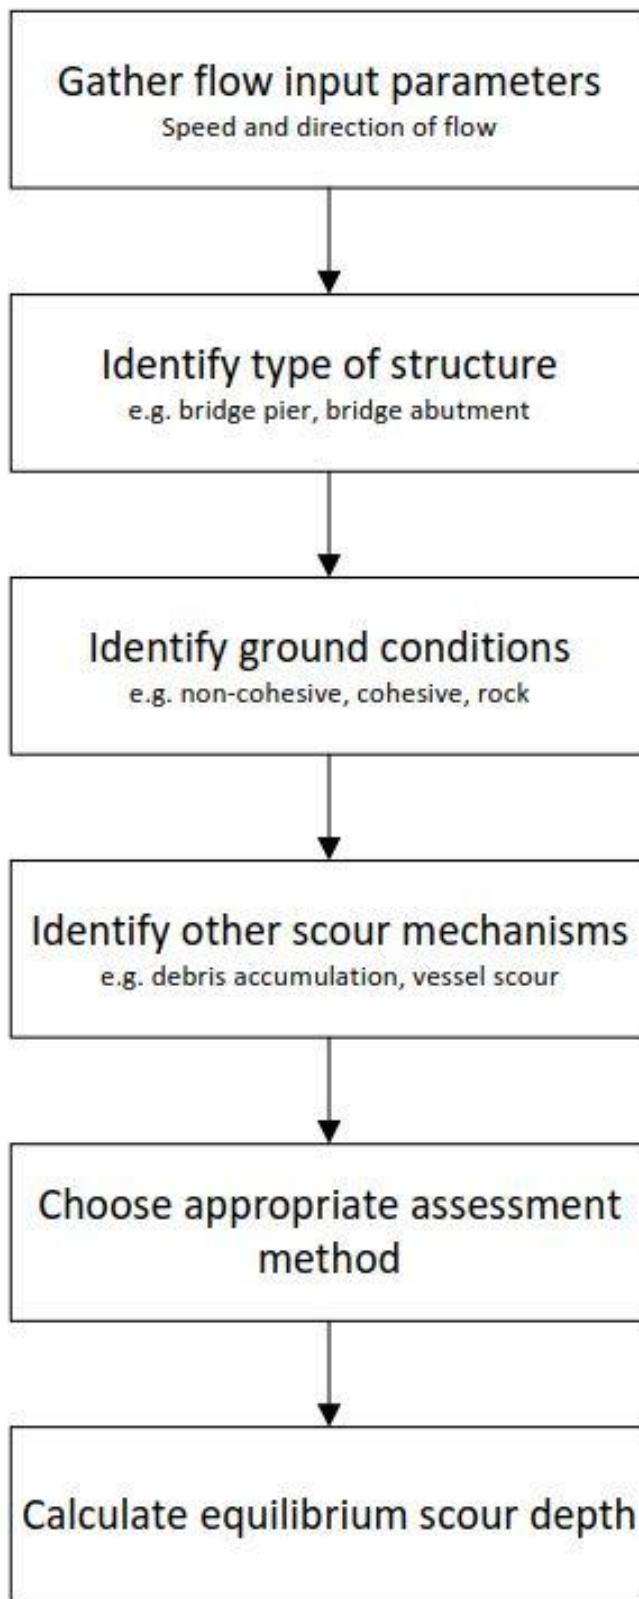 Gather flow input parameters
Speed and direction of flow
Identify type of structure
e.g. bridge pier, bridge abutment
Identify ground conditions
e.g. non-cohesive, cohesive, rock
Identify other scour mechanisms
e.g. debris accumulation, vessel scour
Choose appropriate assessment
method
Calculate equilibrium scour depth